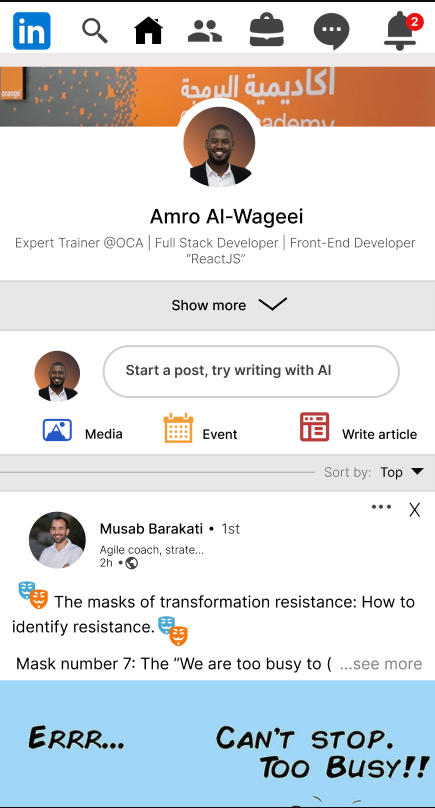 in
2
orange
أكاديمية البرمجة
Academy
Amro Al-Wageei
Expert Trainer @OCA | Full Stack Developer | Front-End Developer
“ReactJS”
Show more
Start a post, try writing with AI
Media Event Write article
Sort by: Top
... X
Musab Barakati • 1st
Agile coach, strate...
2h •
The masks of transformation resistance: How to
identify resistance.
Mask number 7: The “We are too busy to ( ...see more
ERRR... CAN'T STOP.
TOO BUSY!!